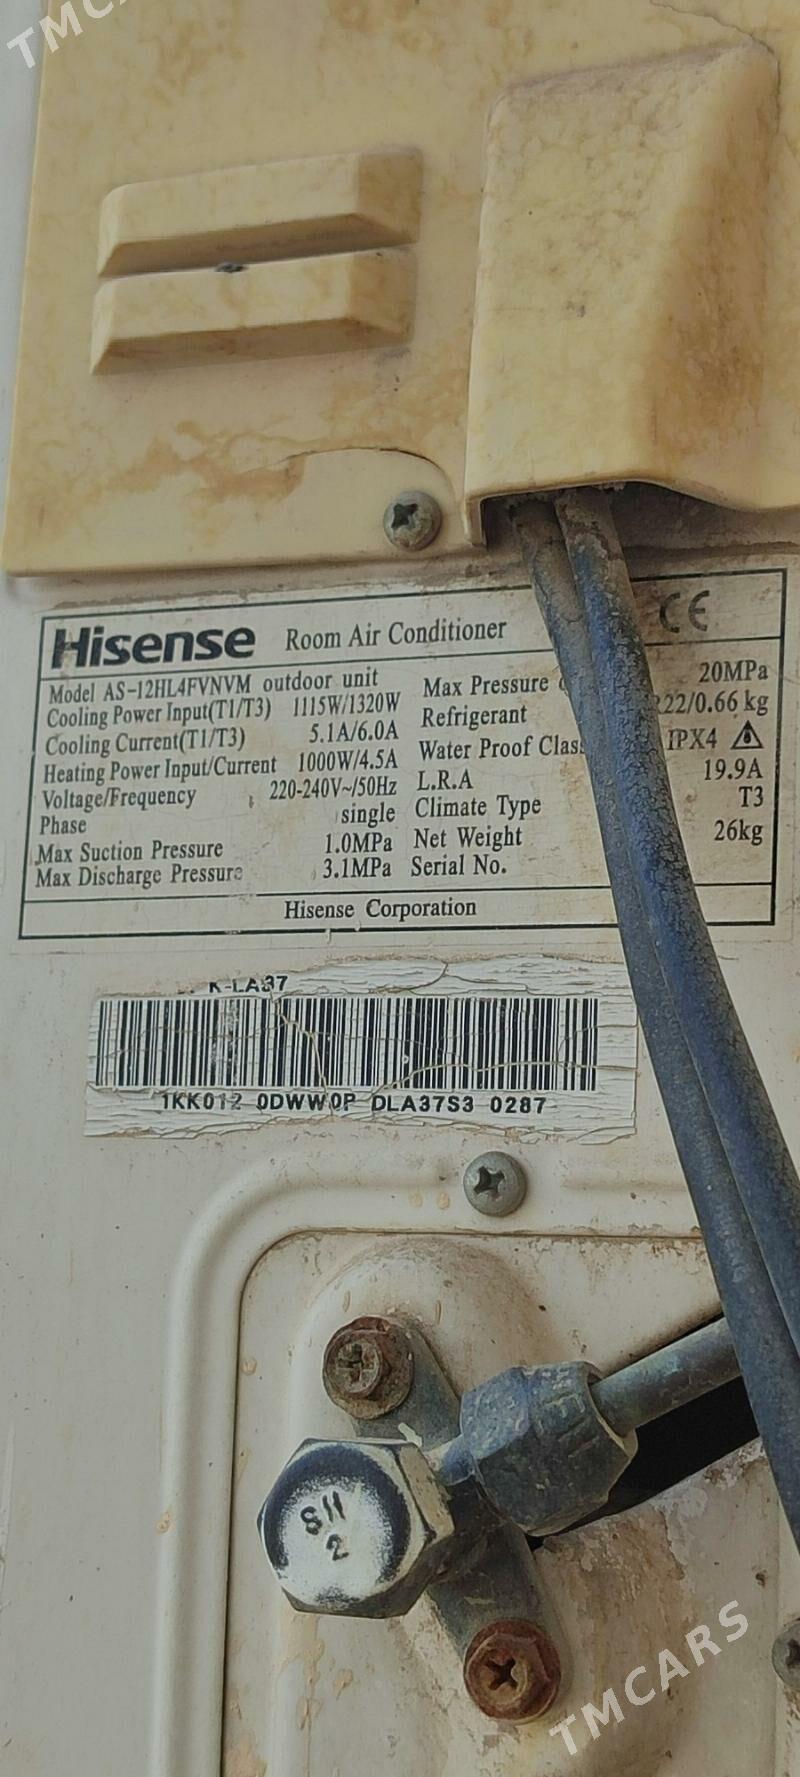 TMCARS
Hisense Room Air Conditioner CE
Model AS-12HL4FVNVM outdoor unit
Cooling Power Input(T1/T3) 1115W/1320W
Cooling Current(T1/T3) 5.1A/6.0A
Heating Power Input/Current 1000W/4.5A
Voltage/Frequency 220-240V~/50Hz
Phase single
Max Suction Pressure 1.0MPa
Max Discharge Pressure 3.1MPa
Max Pressure 20MPa
Refrigerant R22/0.66 kg
Water Proof Class IPX4
L.R.A 19.9A
Climate Type T3
Net Weight 26kg
Serial No.
Hisense Corporation
K-LA37
1KK012 0DWW0P DLA37S3 0287
SH
2
TMCARS